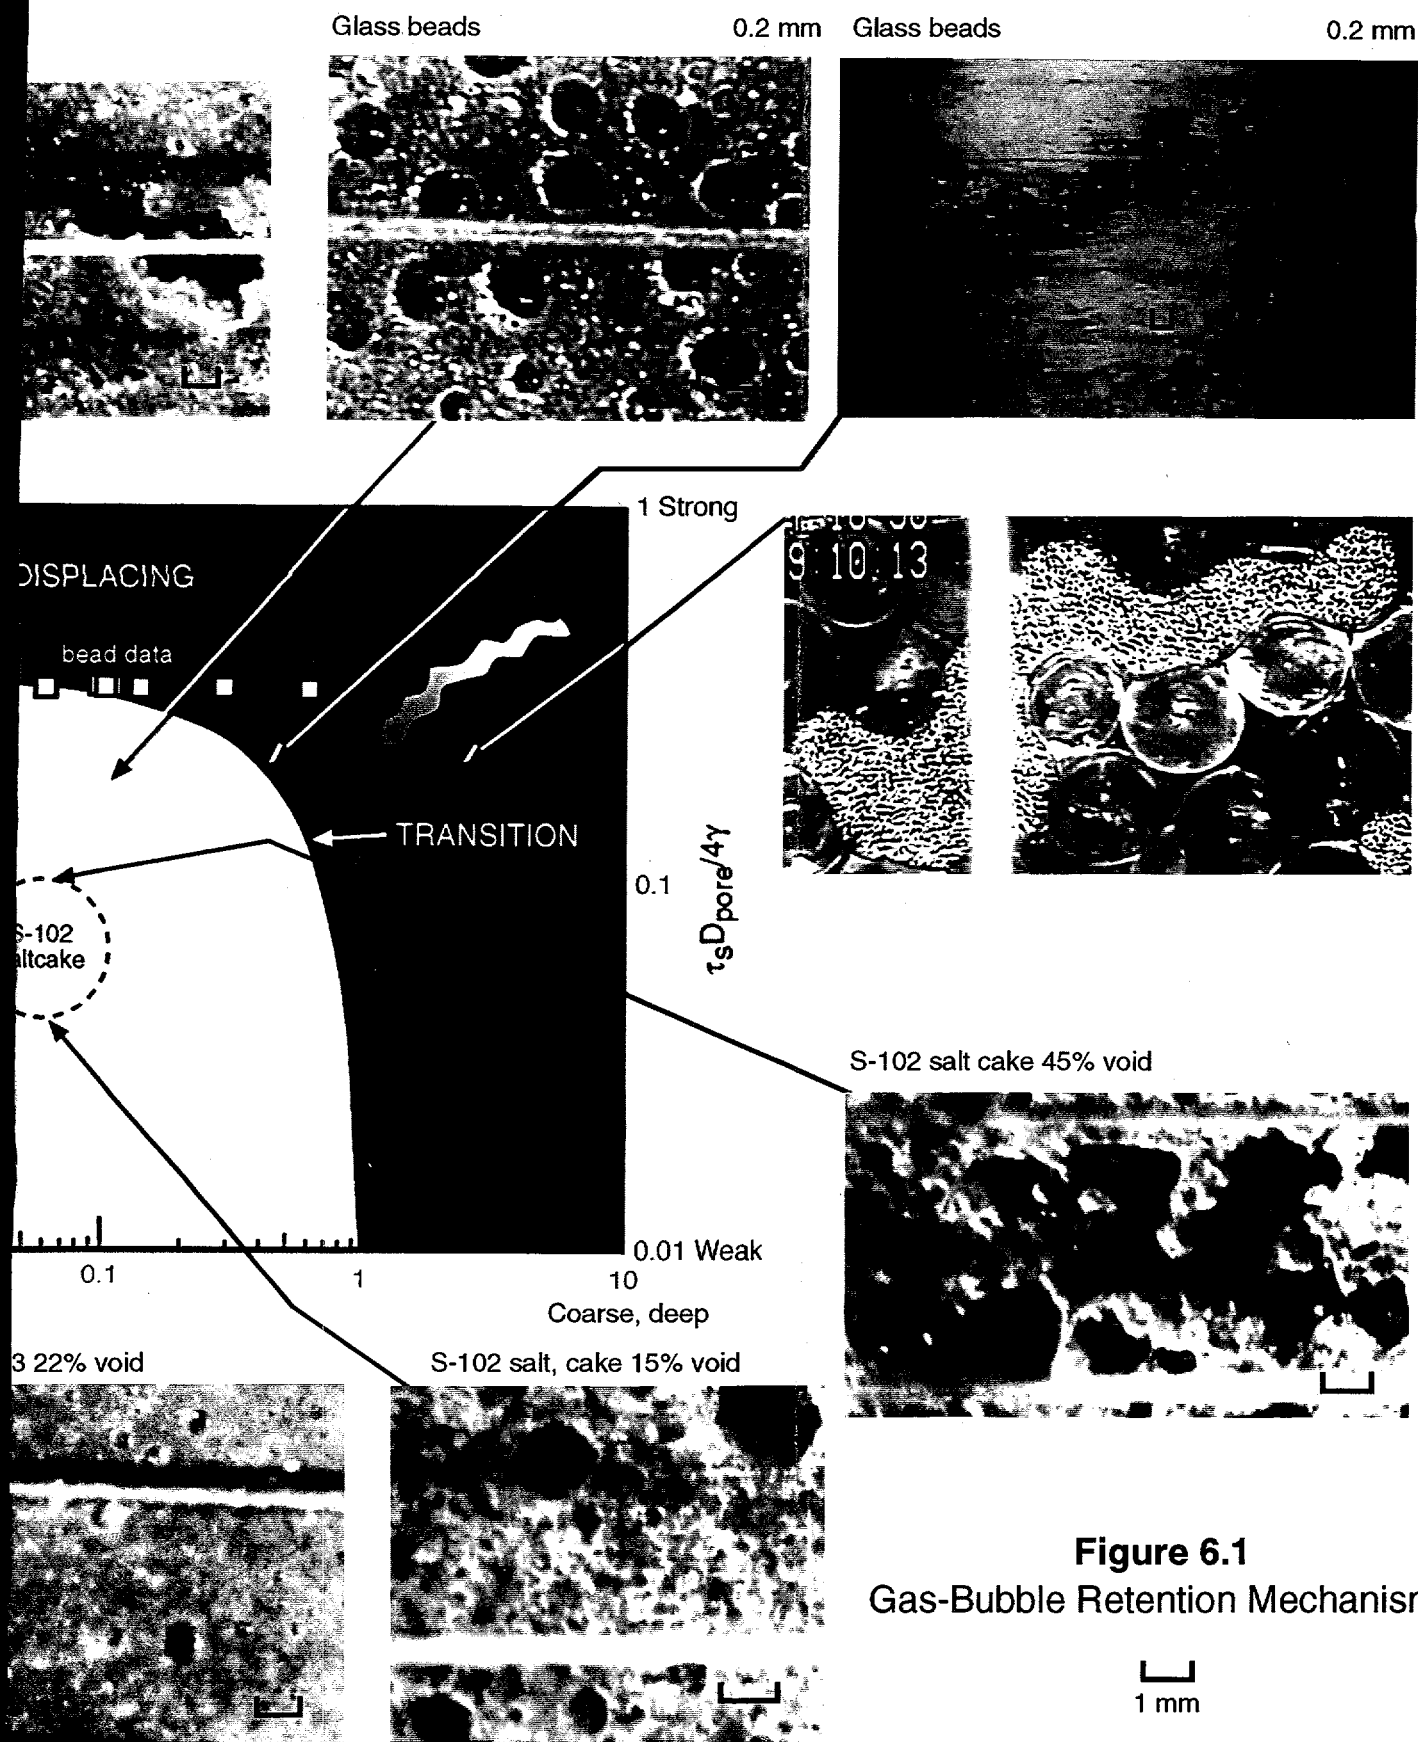 Glass beads 0.2 mm Glass beads 0.2 mm
1 Strong
9:10:13
DISPLACING
bead data
TRANSITION
0.1
τsDpore/4γ
S-102
altcake
S-102 salt cake 45% void
0.01 Weak
0.1 1 10
Coarse, deep
3 22% void S-102 salt, cake 15% void
Figure 6.1
Gas-Bubble Retention Mechanism
1 mm